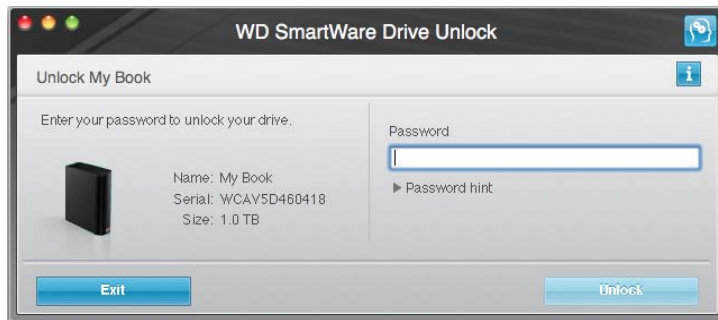 WD SmartWare Drive Unlock
Unlock My Book
i
Enter your password to unlock your drive.
Name: My Book
Serial: WCAV5D460418
Size: 1.0 TB
Password
Password hint
Exit
Unlock